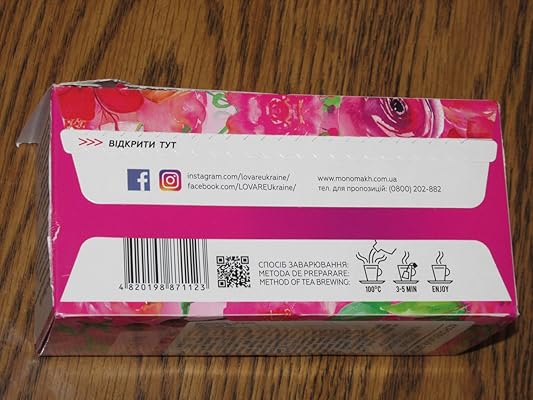 >>>> ВІДКРИТИ ТУТ
instagram.com/lovareukraine/
facebook.com/LOVAREUkraine/
www.monomakh.com.ua
тел. для пропозицій: (0800) 202-882
4 820198 871123
СПОСІБ ЗАВАРЮВАННЯ:
METODA DE PREPARARE:
METHOD OF TEA BREWING:
100°C
3-5 MIN
ENJOY